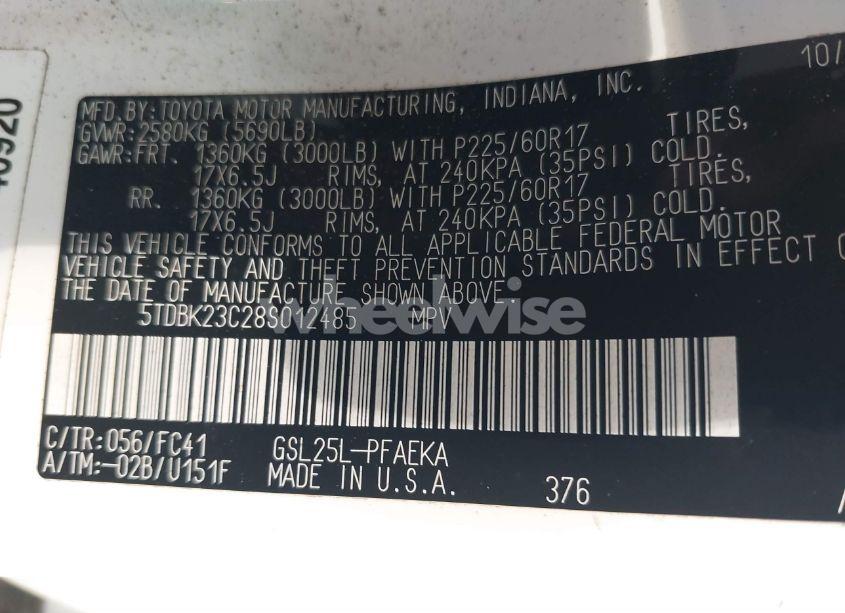 10/
MFD.BY:TOYOTA MOTOR MANUFACTURING, INDIANA, INC.
GVWR:2580KG (5690LB)
GAWR:FRT. 1360KG (3000LB) WITH P225/60R17 TIRES,
17X6.5J RIMS, AT 240KPA (35PSI) COLD.
RR. 1360KG (3000LB) WITH P225/60R17 TIRES,
17X6.5J RIMS, AT 240KPA (35PSI) COLD.
THIS VEHICLE CONFORMS TO ALL APPLICABLE FEDERAL MOTOR
VEHICLE SAFETY AND THEFT PREVENTION STANDARDS IN EFFECT
THE DATE OF MANUFACTURE SHOWN ABOVE.
5TDBK23C28S012485 MPV
wheelwise
C/TR:056/FC41 GSL25L-PFAEKA
A/TM:-02B/U151F MADE IN U.S.A. 376